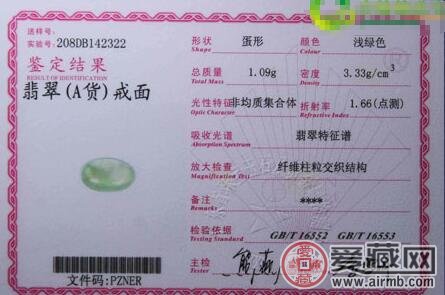 送样号:
实验号: 208DB142322
鉴定结果
RESULT OF IDENTIFICATION
翡翠(A货)戒面
文件码:PZNER
形状 蛋形 颜色 浅绿色
Shape Colour
总质量 1.09g 密度 3.33g/cm³
Total Mass Density
光性特征 非均质集合体 折射率 1.66(点测)
Optic Character Refractive Index
吸收光谱 翡翠特征谱
Absorption Spectrum
放大检查 纤维柱粒交织结构
Magnification Test
备注 ****
Remarks
检验依据 GB/T 16552 GB/T 16553
Testing Standard
主检
Tester
爱藏网
www.airmb.com